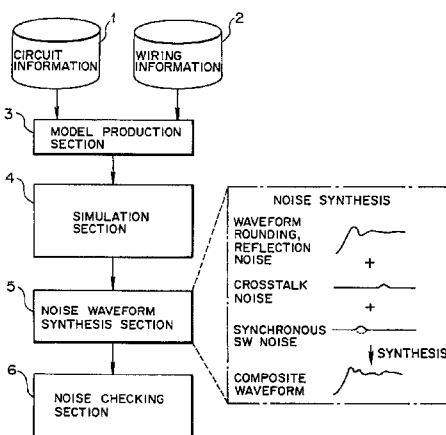 1
2
CIRCUIT
INFORMATION
WIRING
INFORMATION
3
MODEL PRODUCTION
SECTION
4
SIMULATION
SECTION
5
NOISE WAVEFORM
SYNTHESIS SECTION
6
NOISE CHECKING
SECTION
NOISE SYNTHESIS
WAVEFORM
ROUNDING,
REFLECTION
NOISE
+
CROSSTALK
NOISE
+
SYNCHRONOUS
SW NOISE
SYNTHESIS
COMPOSITE
WAVEFORM